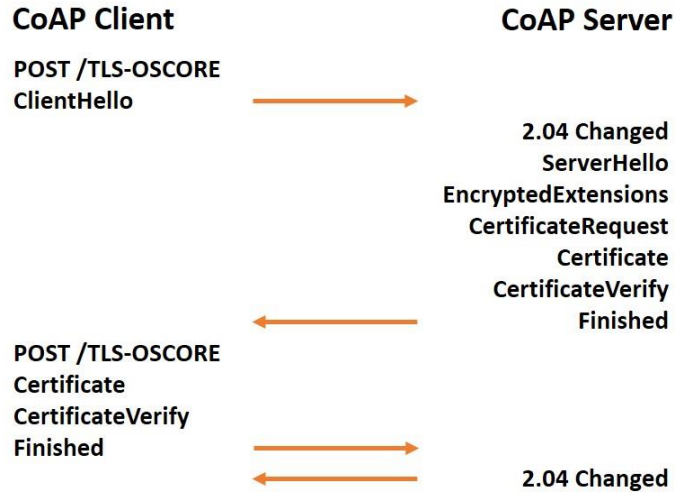 CoAP Client
CoAP Server
POST /TLS-OSCORE
ClientHello
2.04 Changed
ServerHello
EncryptedExtensions
CertificateRequest
Certificate
CertificateVerify
Finished
POST /TLS-OSCORE
Certificate
CertificateVerify
Finished
2.04 Changed